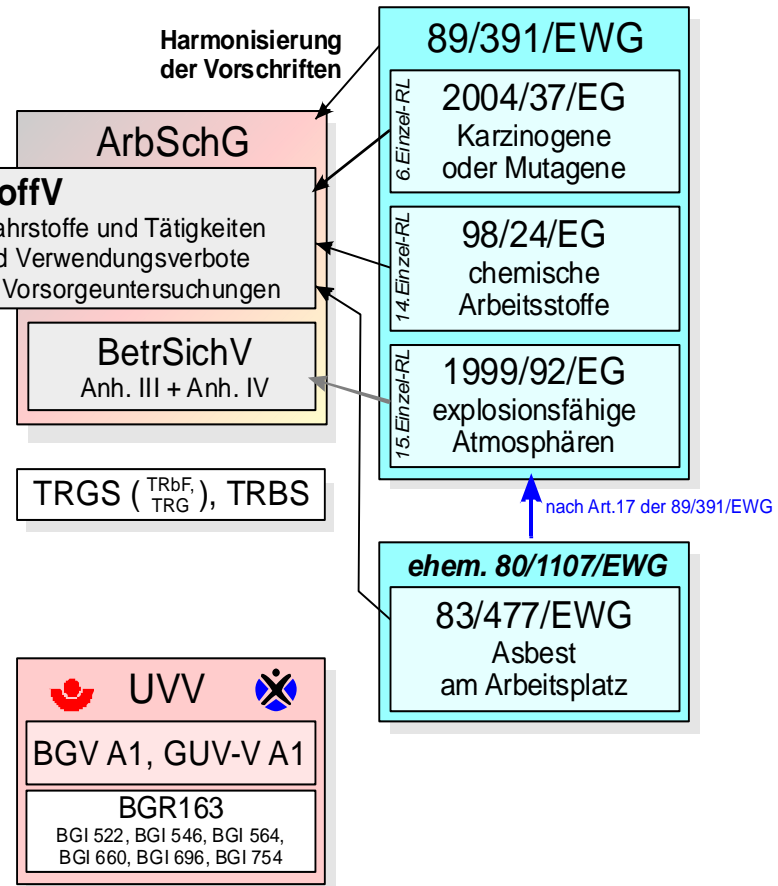 Harmonisierung
der Vorschriften
ArbSchG
offV
ahrstoffe und Tätigkeiten
d Verwendungsverbote
Vorsorgeuntersuchungen
BetrSichV
Anh. III + Anh. IV
TRGS ( TRbF, TRG ), TRBS
UVV
BGV A1, GUV-V A1
BGR163
BGI 522, BGI 546, BGI 564,
BGI 660, BGI 696, BGI 754
89/391/EWG
6.Einzel-RL
2004/37/EG
Karzinogene
oder Mutagene
14.Einzel-RL
98/24/EG
chemische
Arbeitsstoffe
15.Einzel-RL
1999/92/EG
explosionsfähige
Atmosphären
nach Art.17 der 89/391/EWG
ehem. 80/1107/EWG
83/477/EWG
Asbest
am Arbeitsplatz